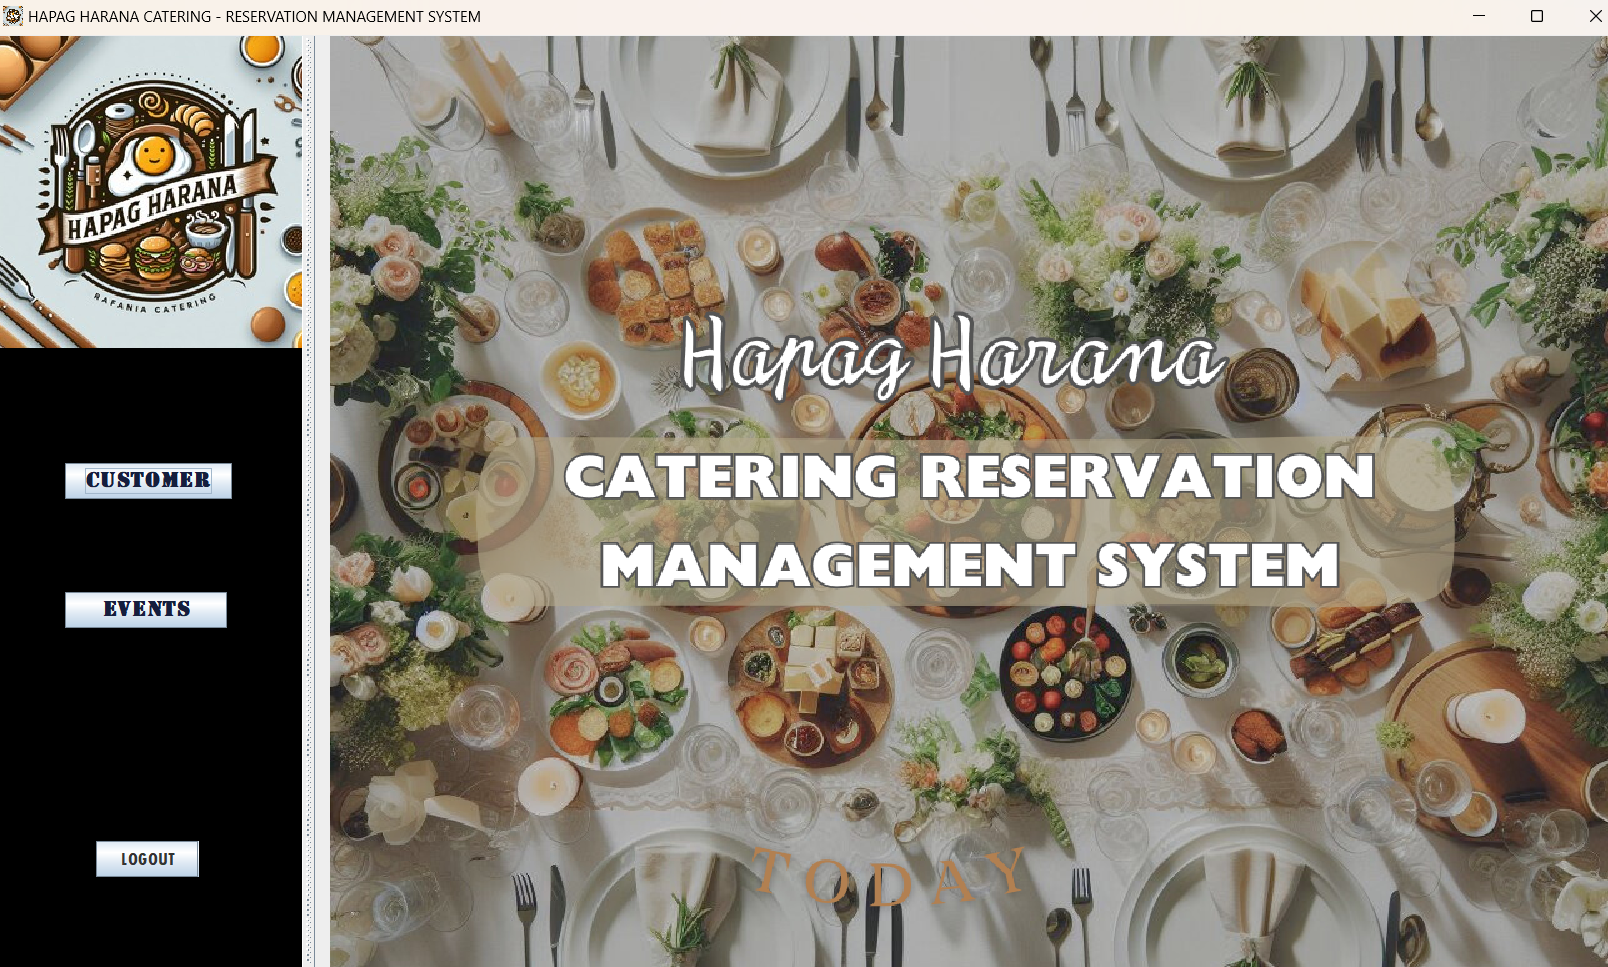 HAPAG HARANA CATERING - RESERVATION MANAGEMENT SYSTEM
HAPAG HARANA
RAFANIA CATERING
CUSTOMER
EVENTS
LOGOUT
Hapag Harana
CATERING RESERVATION
MANAGEMENT SYSTEM
TODAY